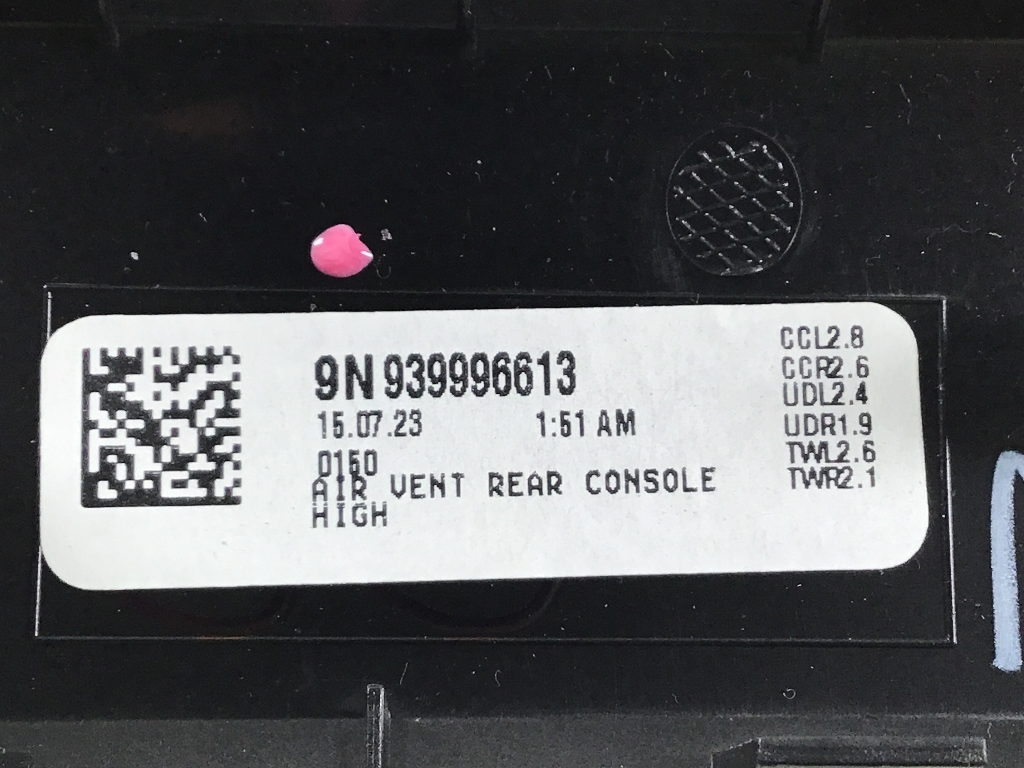 9N 939996613
15.07.23 1:51 AM
0150
AIR VENT REAR CONSOLE
HIGH
CCL2.8
CCR2.6
UDL2.4
UDR1.9
TWL2.6
TWR2.1